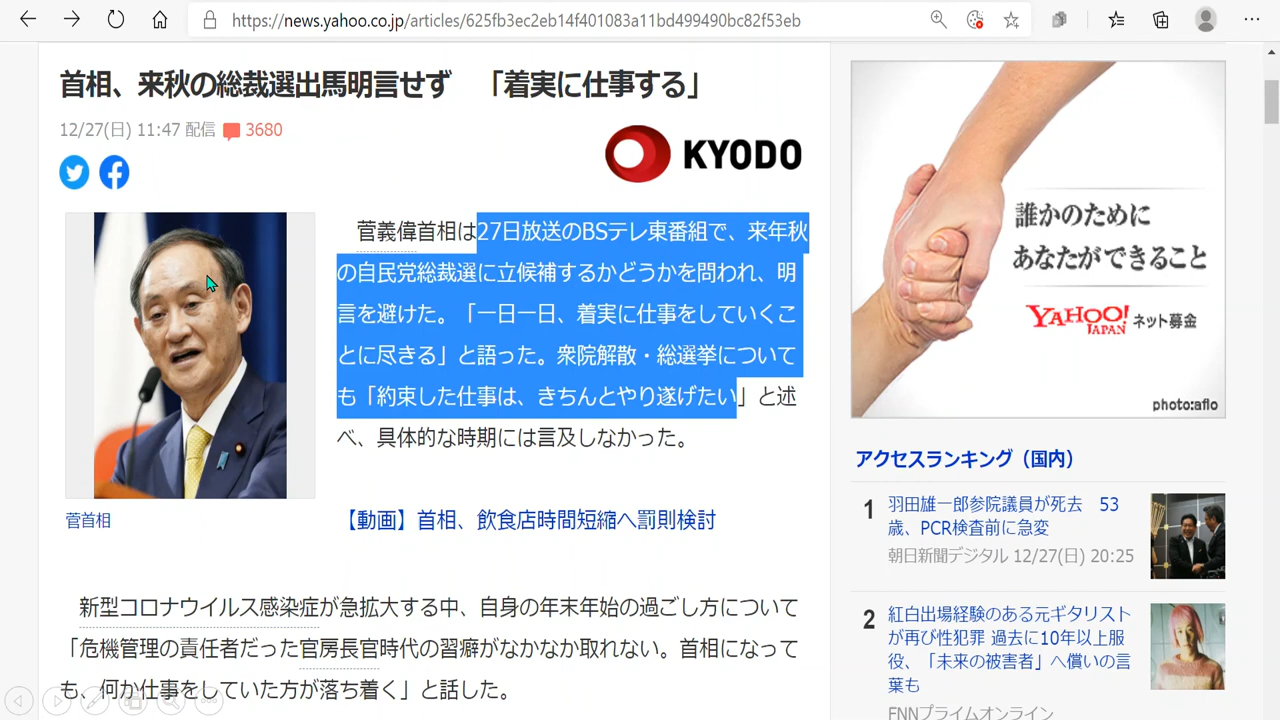 https://news.yahoo.co.jp/articles/625fb3ec2eb14f401083a11bd499490bc82f53eb
首相、来秋の総裁選出馬明言せず 「着実に仕事する」
12/27(日) 11:47 配信 3680
KYODO
菅義偉首相は27日放送のBSテレ東番組で、来年秋
の自民党総裁選に立候補するかどうかを問われ、明
言を避けた。「一日一日、着実に仕事をしていくこ
とに尽きる」と語った。衆院解散・総選挙について
も「約束した仕事は、きちんとやり遂げたい」と述
べ、具体的な時期には言及しなかった。
菅首相
【動画】首相、飲食店時間短縮へ罰則検討
新型コロナウイルス感染症が急拡大する中、自身の年末年始の過ごし方について
「危機管理の責任者だった官房長官時代の習癖がなかなか取れない。首相になって
も、何か仕事をしていた方が落ち着く」と話した。
誰かのために
あなたができること
YAHOO! JAPAN ネット募金
photo:aflo
アクセスランキング（国内）
1 羽田雄一郎参院議員が死去 53
歳、PCR検査前に急変
朝日新聞デジタル 12/27(日) 20:25
2 紅白出場経験のある元ギタリスト
が再び性犯罪 過去に10年以上服
役、「未来の被害者」へ償いの言
葉も
FNNプライムオンライン